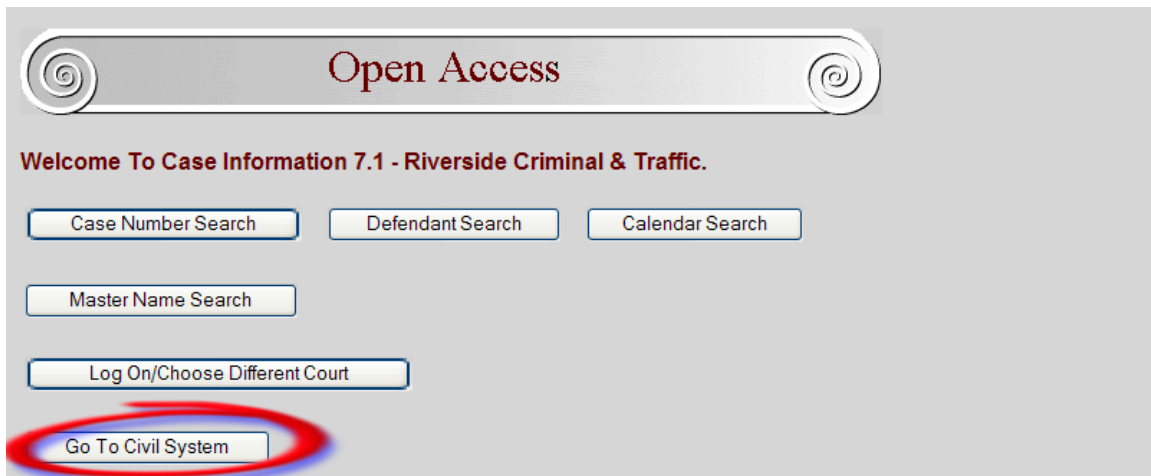 Open Access
Welcome To Case Information 7.1 - Riverside Criminal & Traffic.
Case Number Search Defendant Search Calendar Search
Master Name Search
Log On/Choose Different Court
Go To Civil System